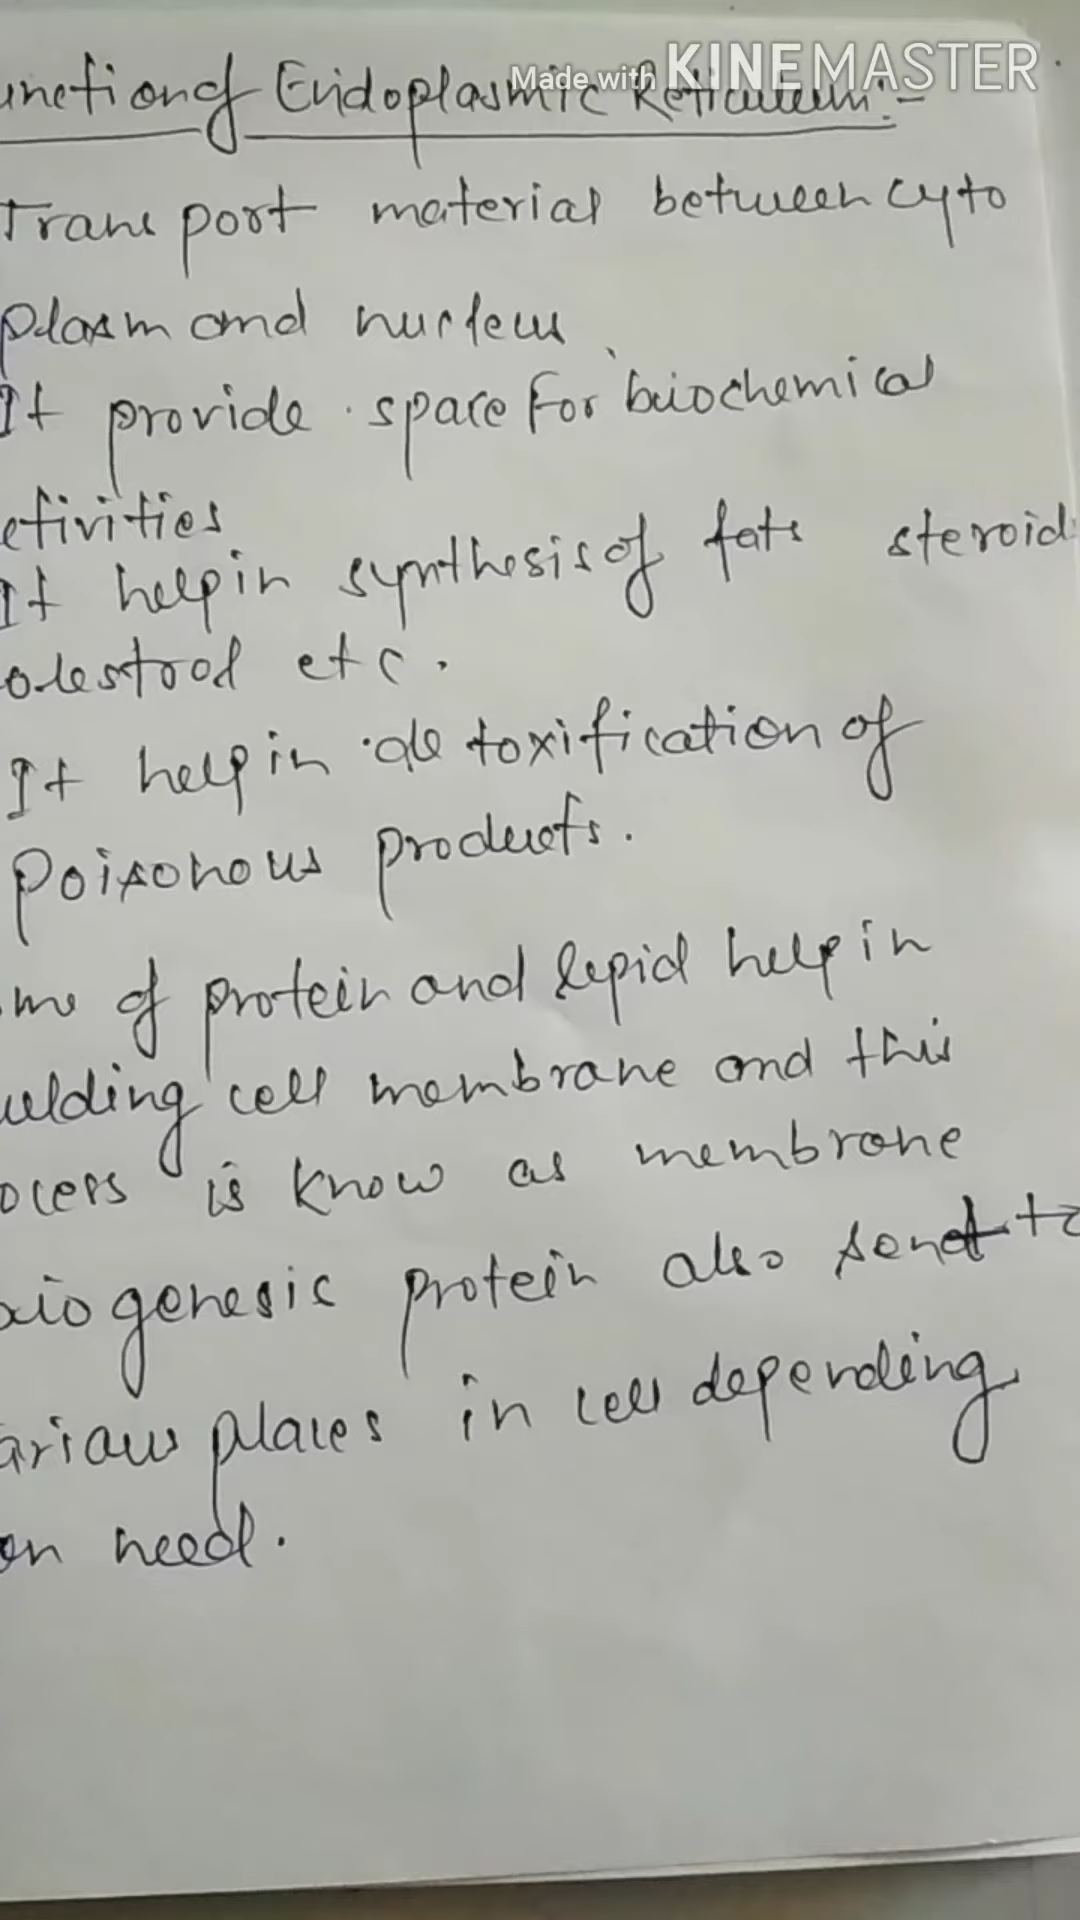 Made with KINEMASTER
unction of Endoplasmic Reticulum:-
Transport material between cyto
plasm and nucleus
It provide space for biochemical
ctivities
It help in synthesis of fats steroid
olestrool etc.
It help in detoxification of
Poisonous products.
me of protein and lepid help in
uilding cell membrane and this
ocess is know as membrane
biogenesis protein also send to
arious places in cell depending
on need.